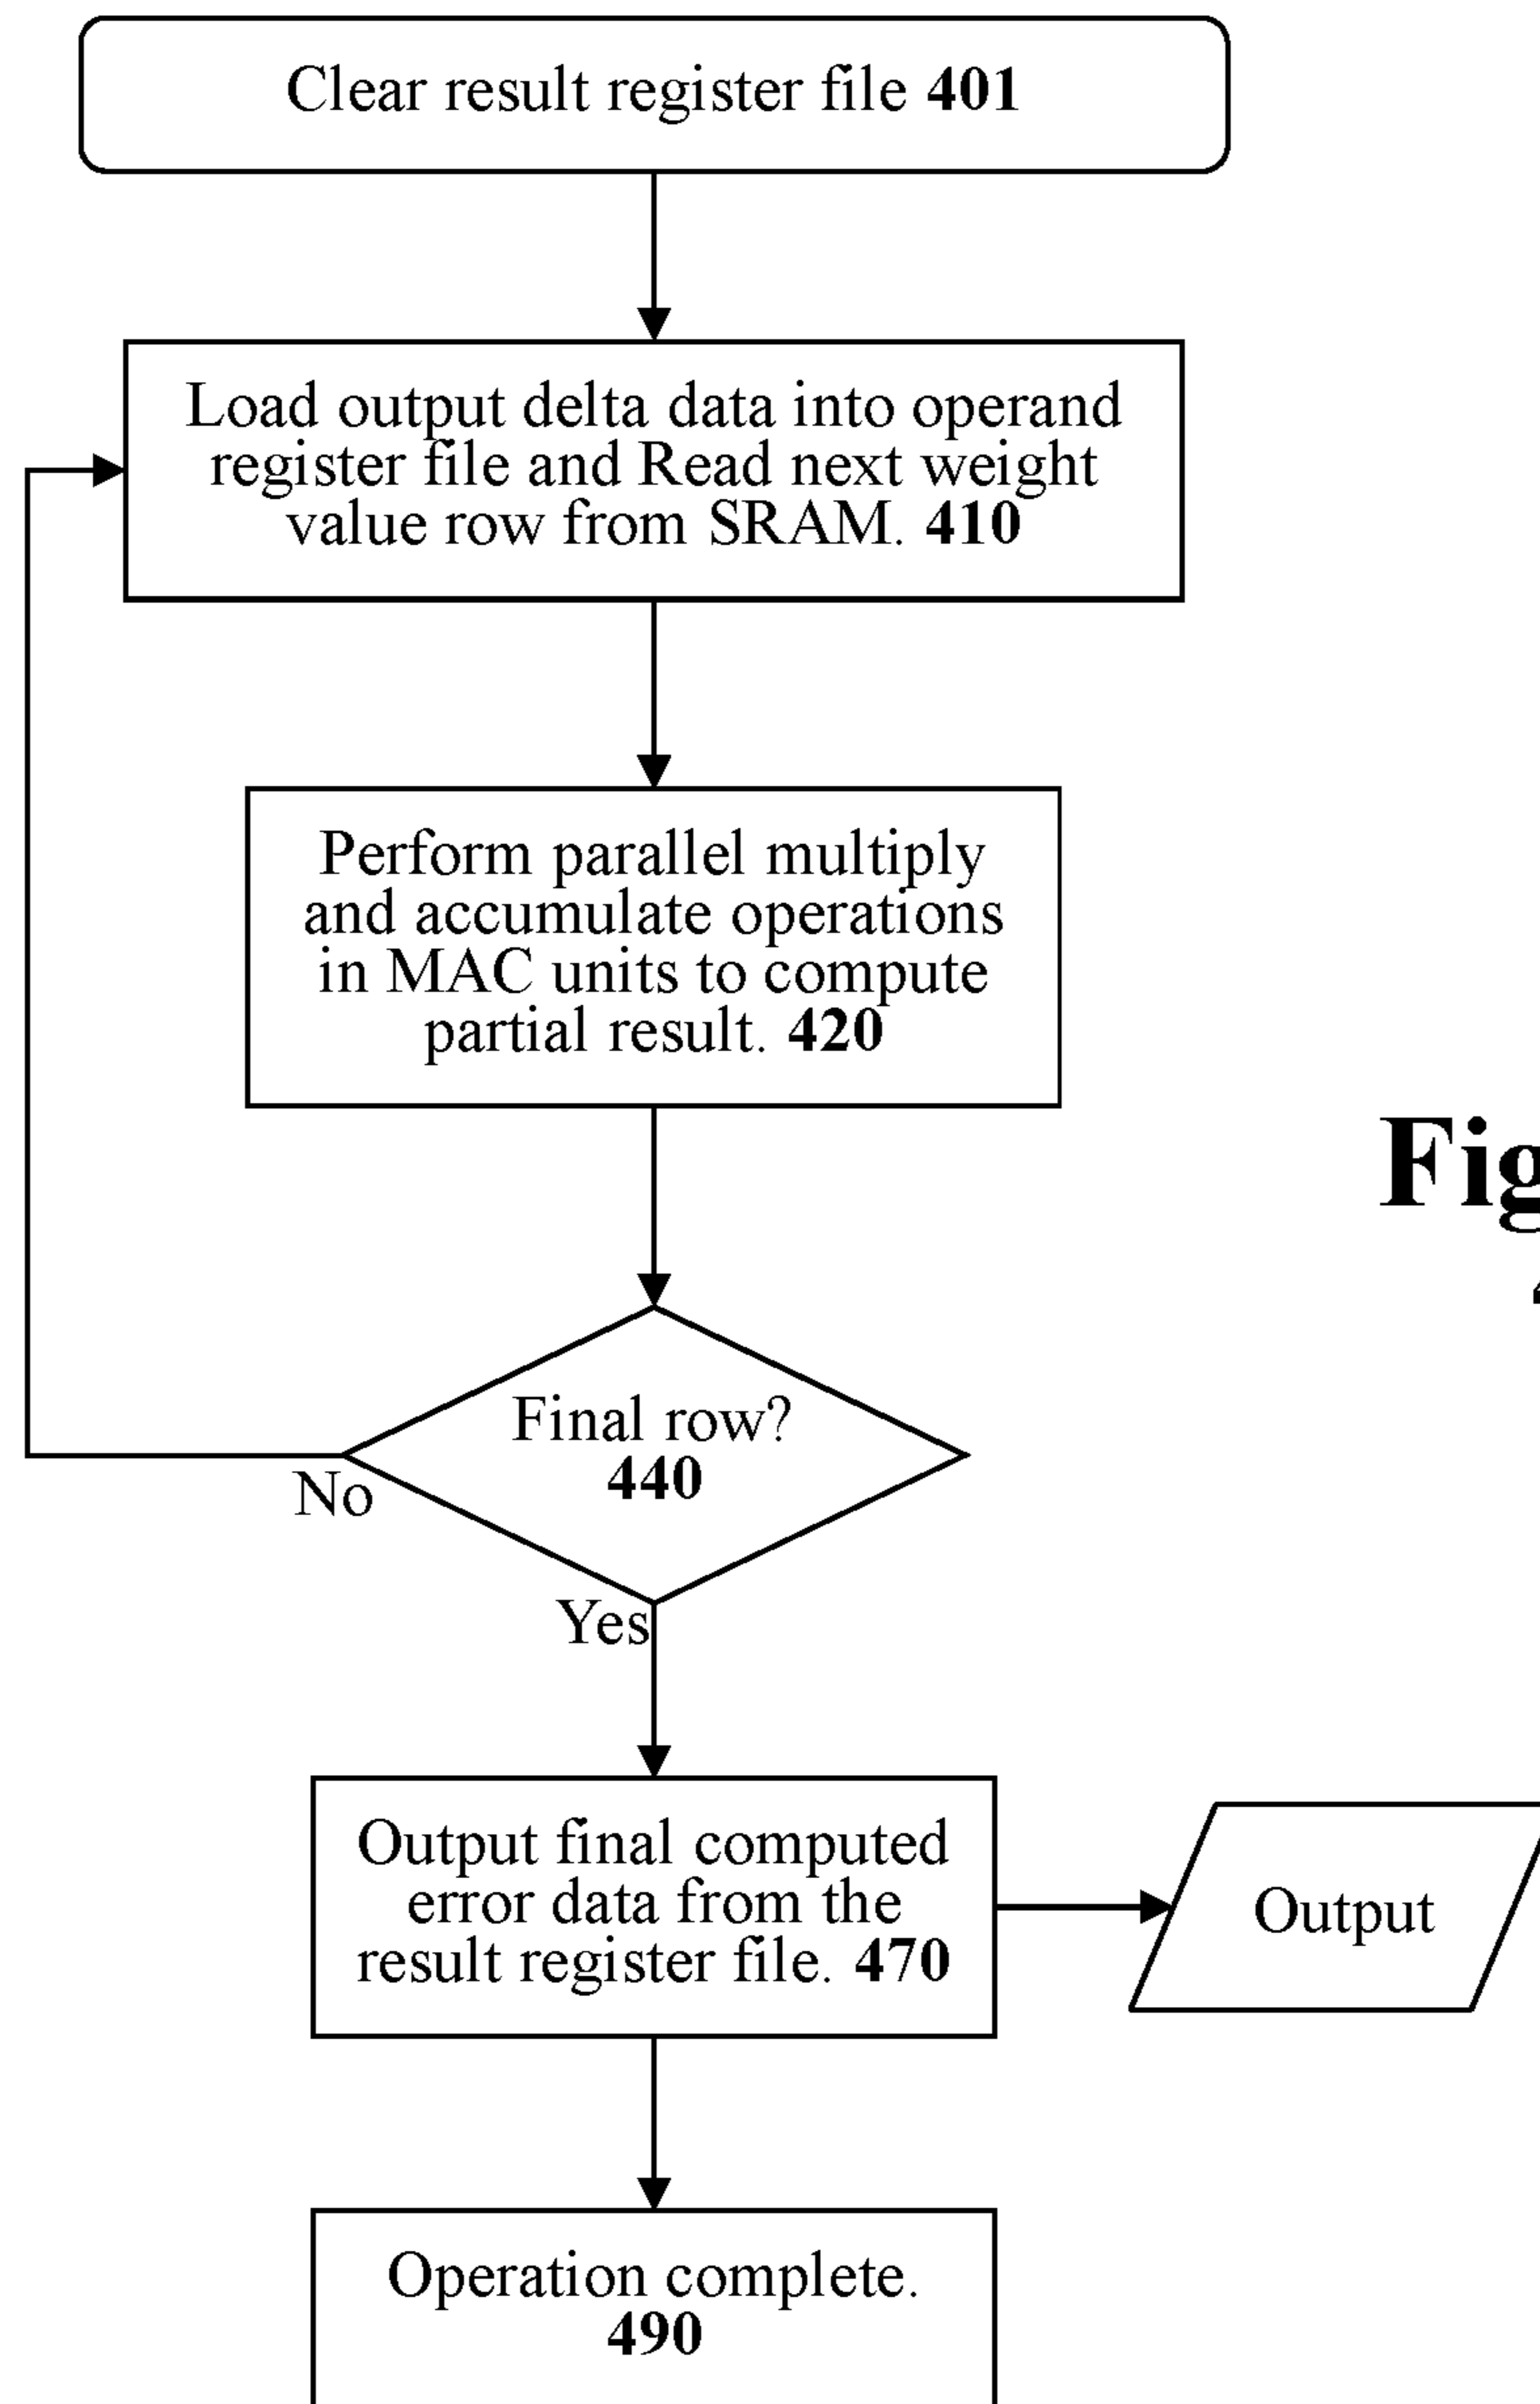 Clear result register file 401
Load output delta data into operand
register file and Read next weight
value row from SRAM. 410
Perform parallel multiply
and accumulate operations
in MAC units to compute
partial result. 420
Fig
Final row?
440
No
Yes
Output final computed
error data from the
result register file. 470
Output
Operation complete.
490